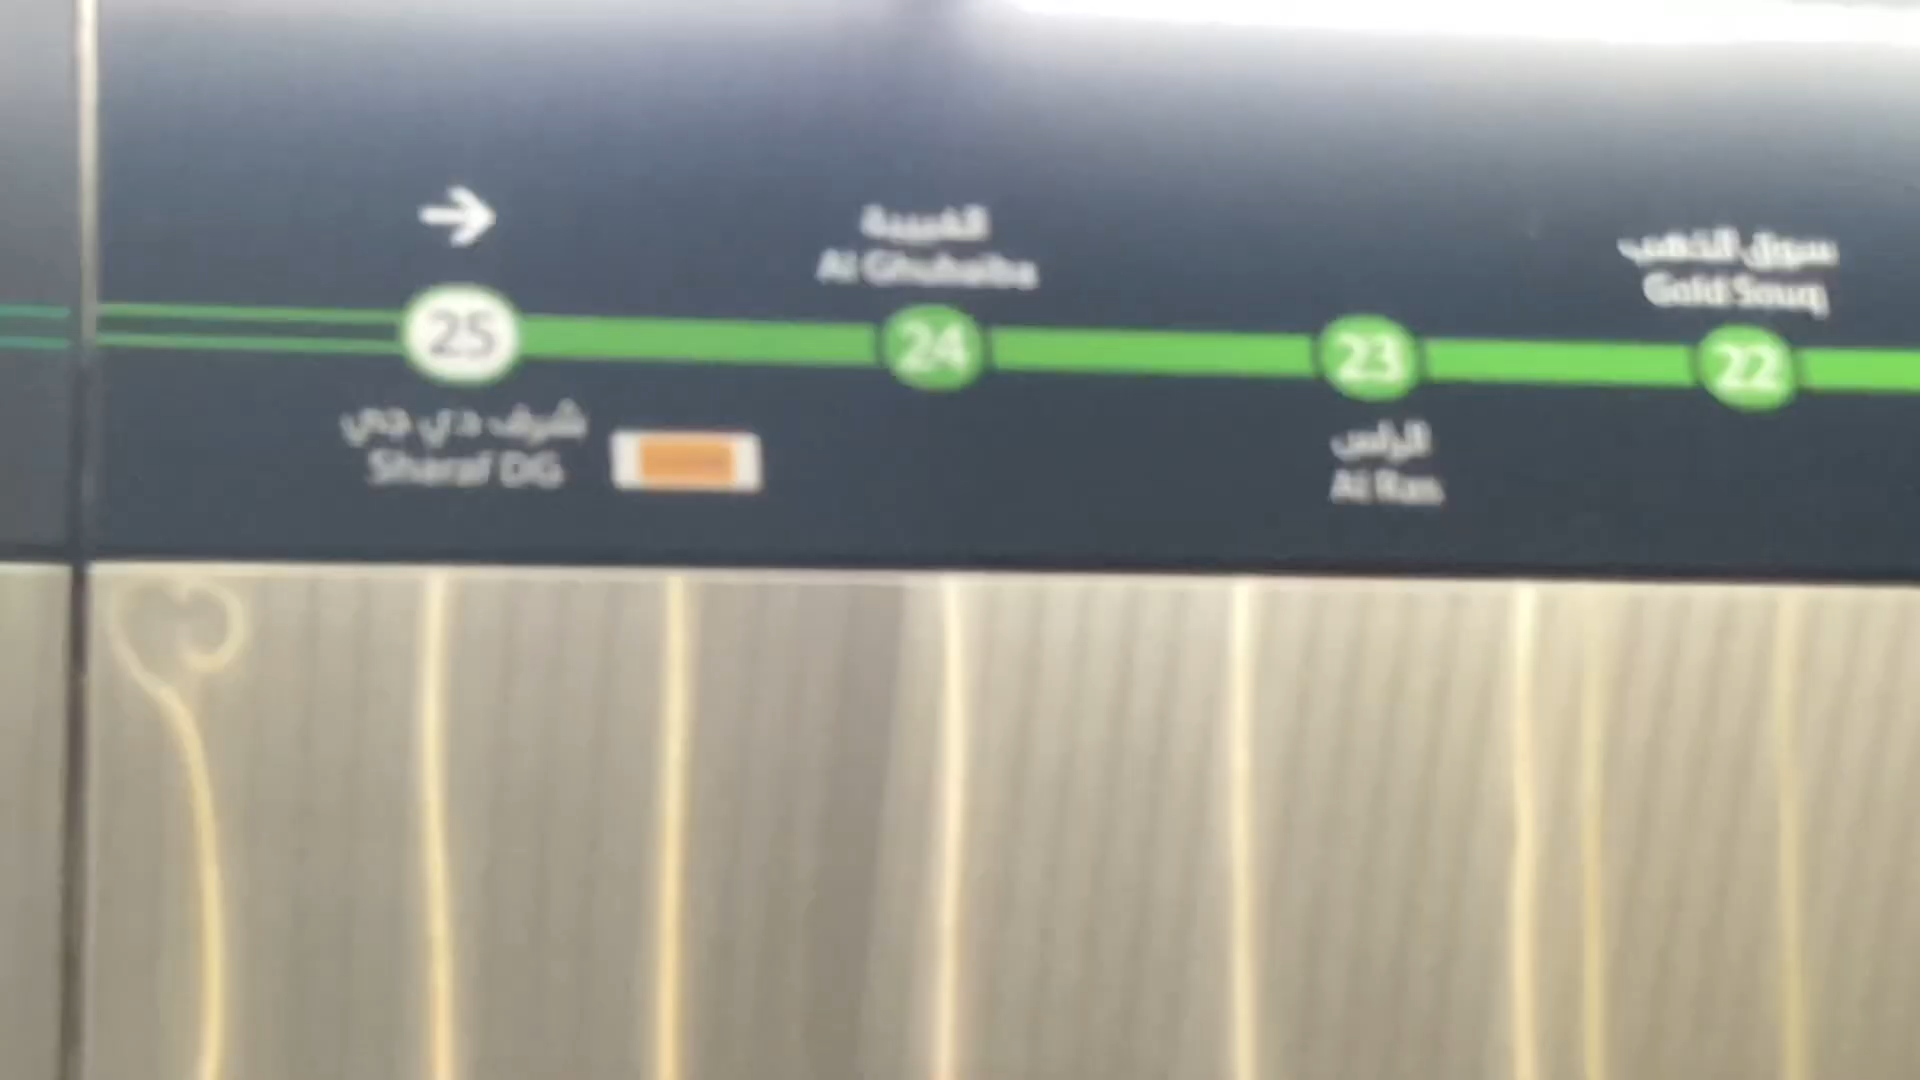 25
شرف دي جي
Sharaf DG
الغبيبة
Al Ghubaiba
24
23
الراس
Al Ras
سوق الذهب
Gold Souq
22